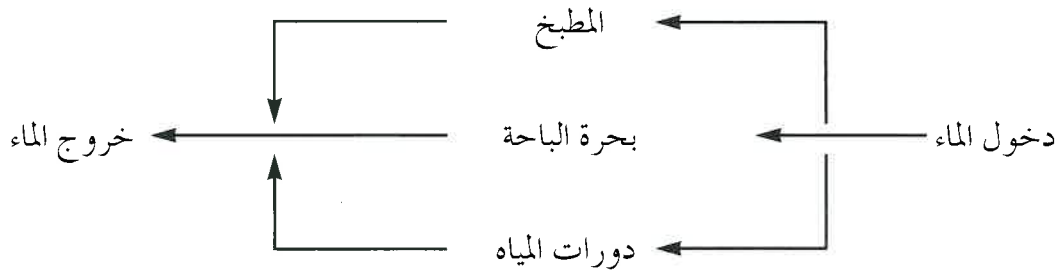 المطبخ
دخول الماء
بحرة الباحة
خروج الماء
دورات المياه